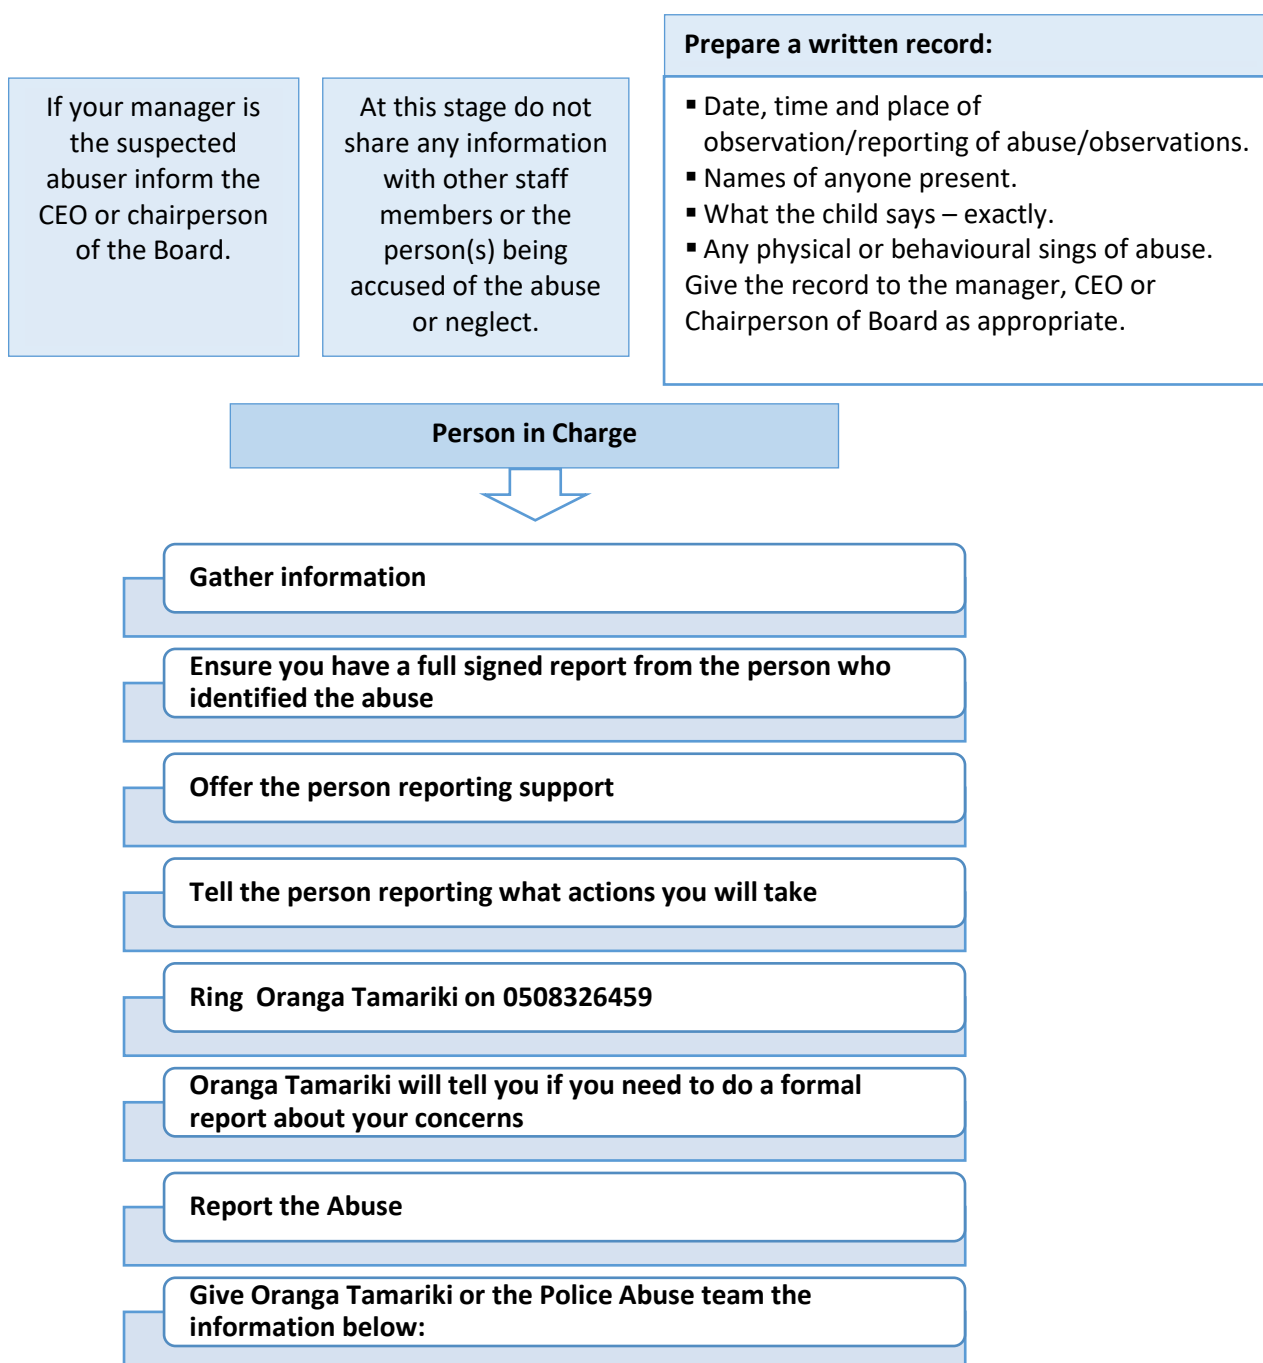 If your manager is
the suspected
abuser inform the
CEO or chairperson
of the Board.
At this stage do not
share any information
with other staff
members or the
person(s) being
accused of the abuse
or neglect.
Prepare a written record:
▪ Date, time and place of
observation/reporting of abuse/observations.
▪ Names of anyone present.
▪ What the child says – exactly.
▪ Any physical or behavioural sings of abuse.
Give the record to the manager, CEO or
Chairperson of Board as appropriate.
Person in Charge
Gather information
Ensure you have a full signed report from the person who
identified the abuse
Offer the person reporting support
Tell the person reporting what actions you will take
Ring  Oranga Tamariki on 0508326459
Oranga Tamariki will tell you if you need to do a formal
report about your concerns
Report the Abuse
Give Oranga Tamariki or the Police Abuse team the
information below: